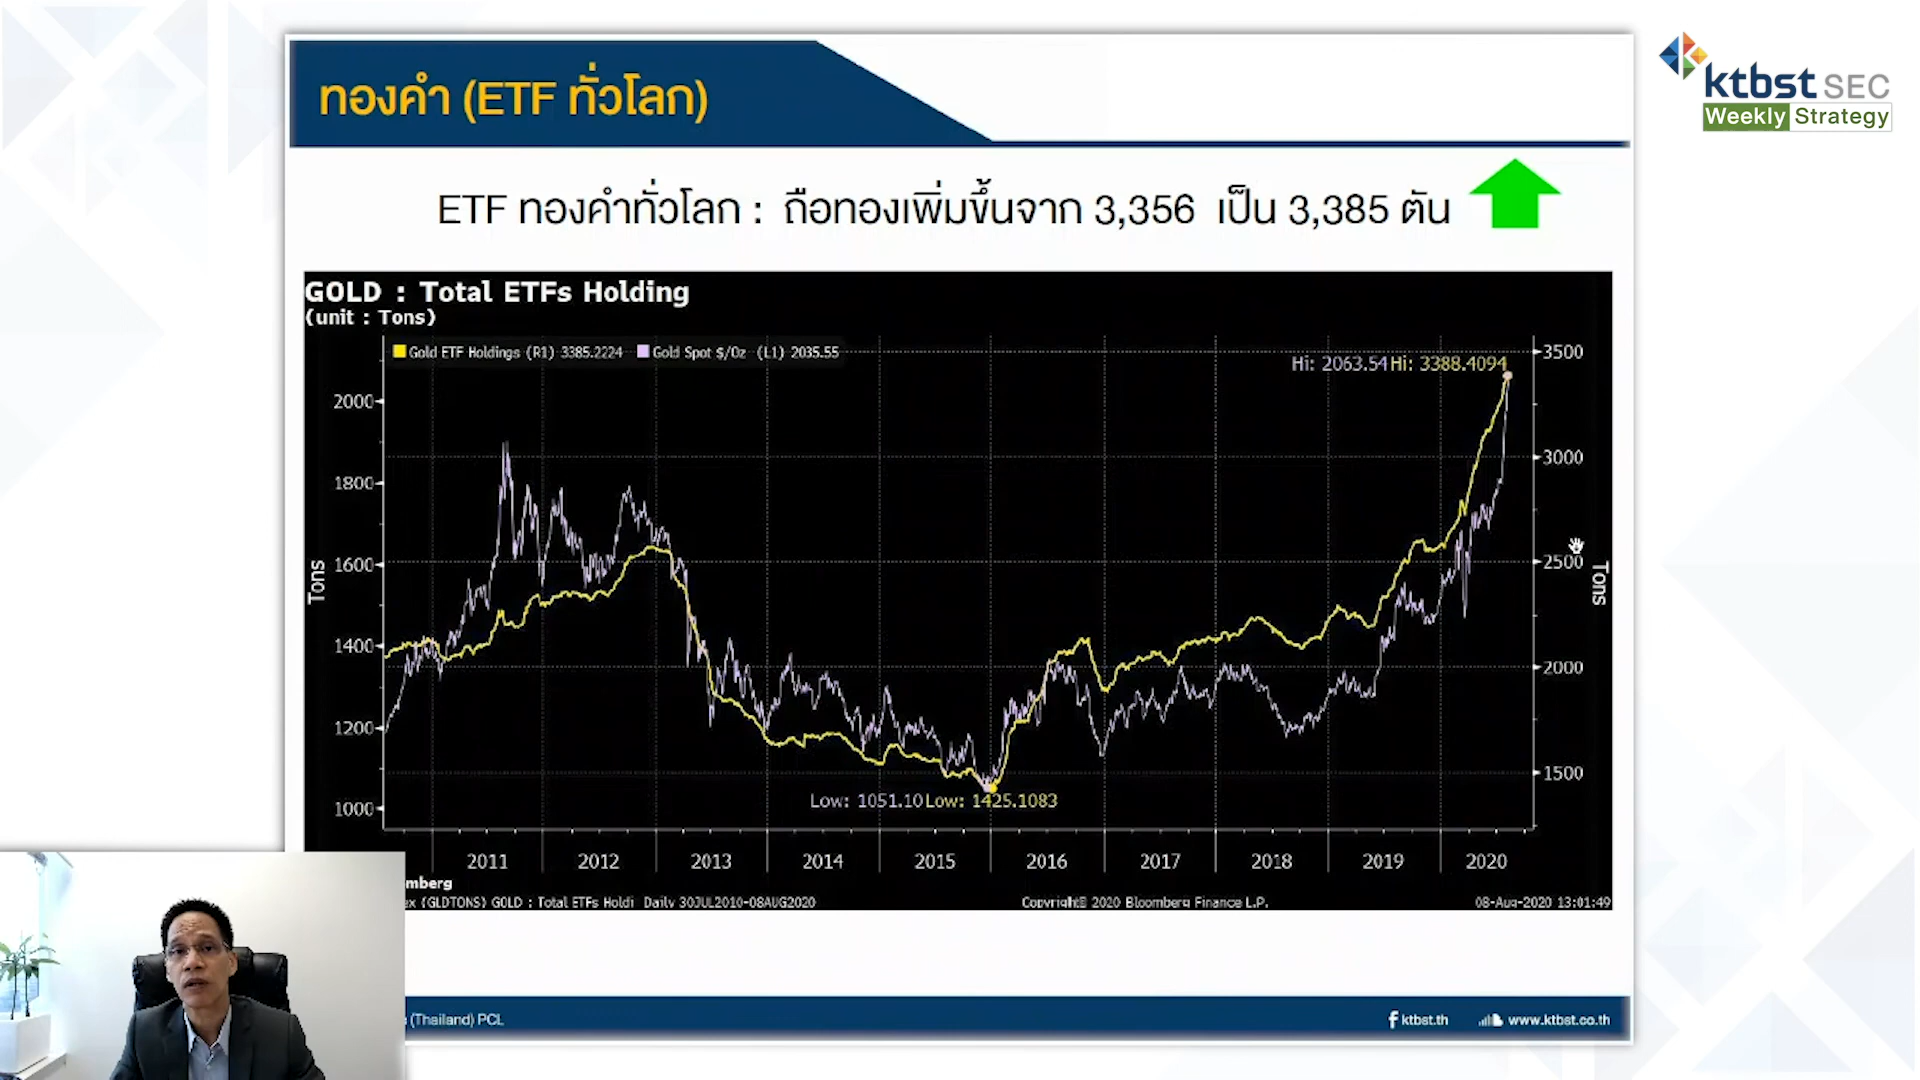 ทองคำ (ETF ทั่วโลก)
ktbst SEC
Weekly Strategy
ETF ทองคำทั่วโลก : ถือทองเพิ่มขึ้นจาก 3,356 เป็น 3,385 ตัน
GOLD : Total ETFs Holding
(unit : Tons)
Gold ETF Holdings (R1) 3385.2224 Gold Spot $/Oz (L1) 2035.55
Hi: 2063.54 Hi: 3388.4094
2000
1800
1600
1400
1200
1000
Tons
3500
3000
2500
2000
1500
Tons
Low: 1051.10 Low: 1425.1083
2011 2012 2013 2014 2015 2016 2017 2018 2019 2020
mberg
ex (GLDTONS) GOLD : Total ETFs Holdi Daily 30JUL2010-08AUG2020 Copyright© 2020 Bloomberg Finance L.P. 08-Aug-2020 13:01:49
(Thailand) PCL
ktbst.th www.ktbst.co.th